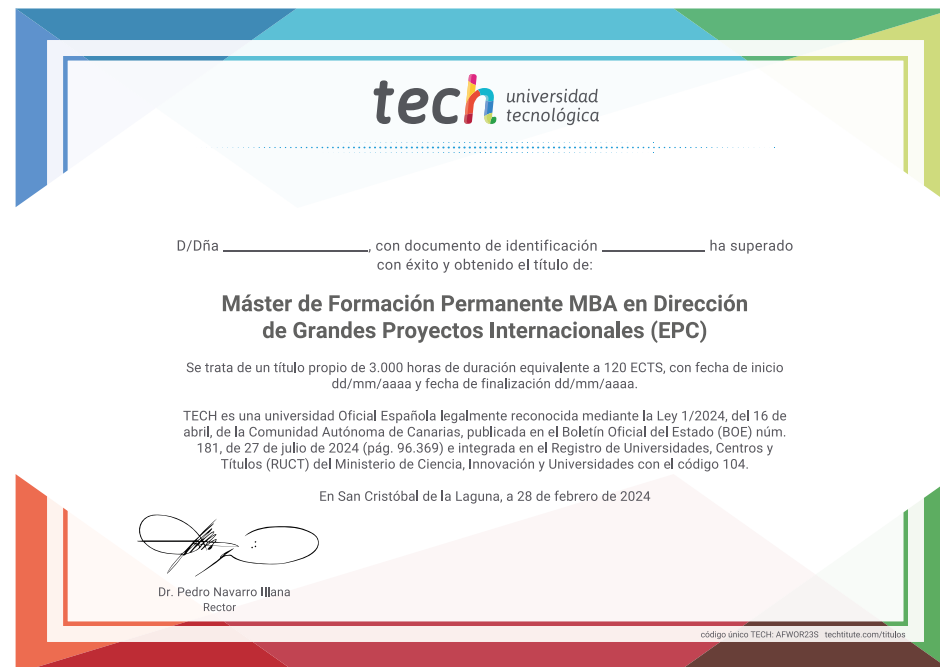 tech universidad
tecnológica
D/Dña ____________, con documento de identificación ____________ ha superado
con éxito y obtenido el título de:
Máster de Formación Permanente MBA en Dirección
de Grandes Proyectos Internacionales (EPC)
Se trata de un título propio de 3.000 horas de duración equivalente a 120 ECTS, con fecha de inicio
dd/mm/aaaa y fecha de finalización dd/mm/aaaa.
TECH es una universidad Oficial Española legalmente reconocida mediante la Ley 1/2024, del 16 de
abril, de la Comunidad Autónoma de Canarias, publicada en el Boletín Oficial del Estado (BOE) núm.
181, de 27 de julio de 2024 (pág. 96.369) e integrada en el Registro de Universidades, Centros y
Títulos (RUCT) del Ministerio de Ciencia, Innovación y Universidades con el código 104.
En San Cristóbal de la Laguna, a 28 de febrero de 2024
Dr. Pedro Navarro Illana
Rector
código único TECH: AFWOR23S techtitute.com/titulos